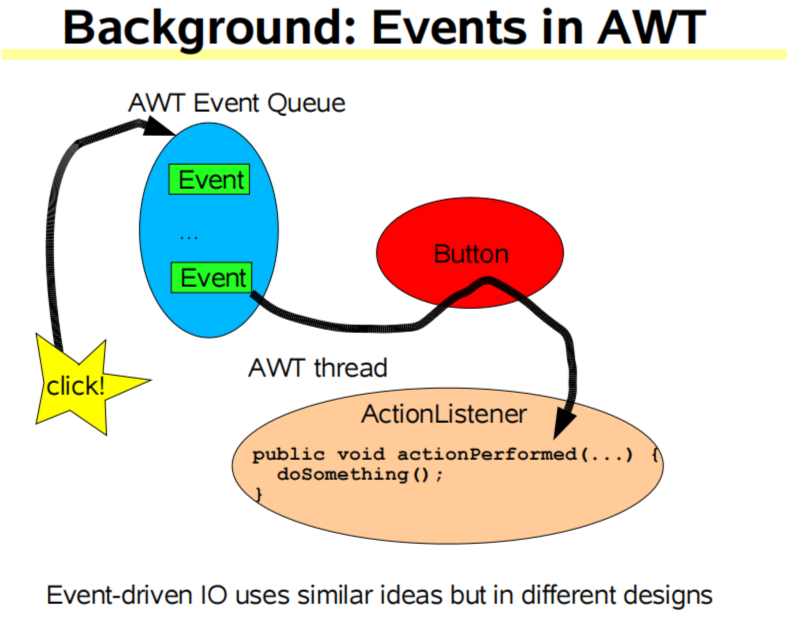 Background: Events in AWT
AWT Event Queue
Event
...
Event
Button
click!
AWT thread
ActionListener
public void actionPerformed(...) {
doSomething();
}
Event-driven IO uses similar ideas but in different designs